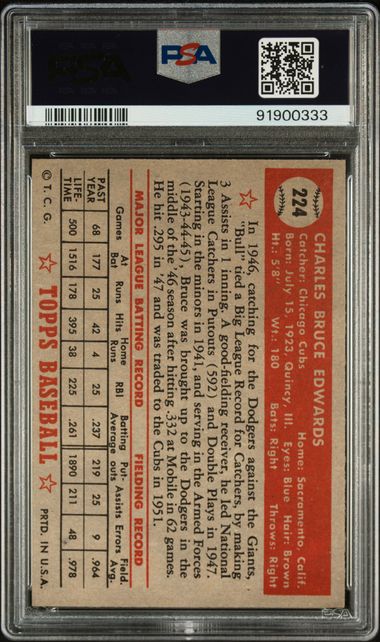 PSA
PSA
91900333
224
CHARLES BRUCE EDWARDS
Catcher: Chicago Cubs Home: Sacramento, Calif.
Born: July 15, 1923, Quincy, Ill. Eyes: Blue Hair: Brown
Ht.: 5'8" Wt.: 180 Bats: Right Throws: Right
In 1946, catching for the Dodgers against the Giants,
"Bull" tied a Big League Record for Catchers, by making
3 Assists in 1 inning. A good-fielding receiver, he led National
League Catchers in Putouts (592) and Double Plays in 1947.
Starting in the minors in 1941, and serving in the Armed Forces
(1943-44-45), Bruce was brought up to the Dodgers in the
middle of the '46 season after hitting .332 at Mobile in 62 games.
He hit .295 in '47 and was traded to the Cubs in 1951.
MAJOR LEAGUE BATTING RECORD FIELDING RECORD
Games At Bat Runs Hits Home Runs RBI Batting Average Put-outs Assists Errors Field. Avg.
PAST YEAR 68 177 25 42 4 25 .237 219 25 9 .964
LIFE-TIME 500 1516 178 395 38 225 .261 1890 211 48 .978
© T. C. G. TOPPS BASEBALL PRTD. IN U.S.A.